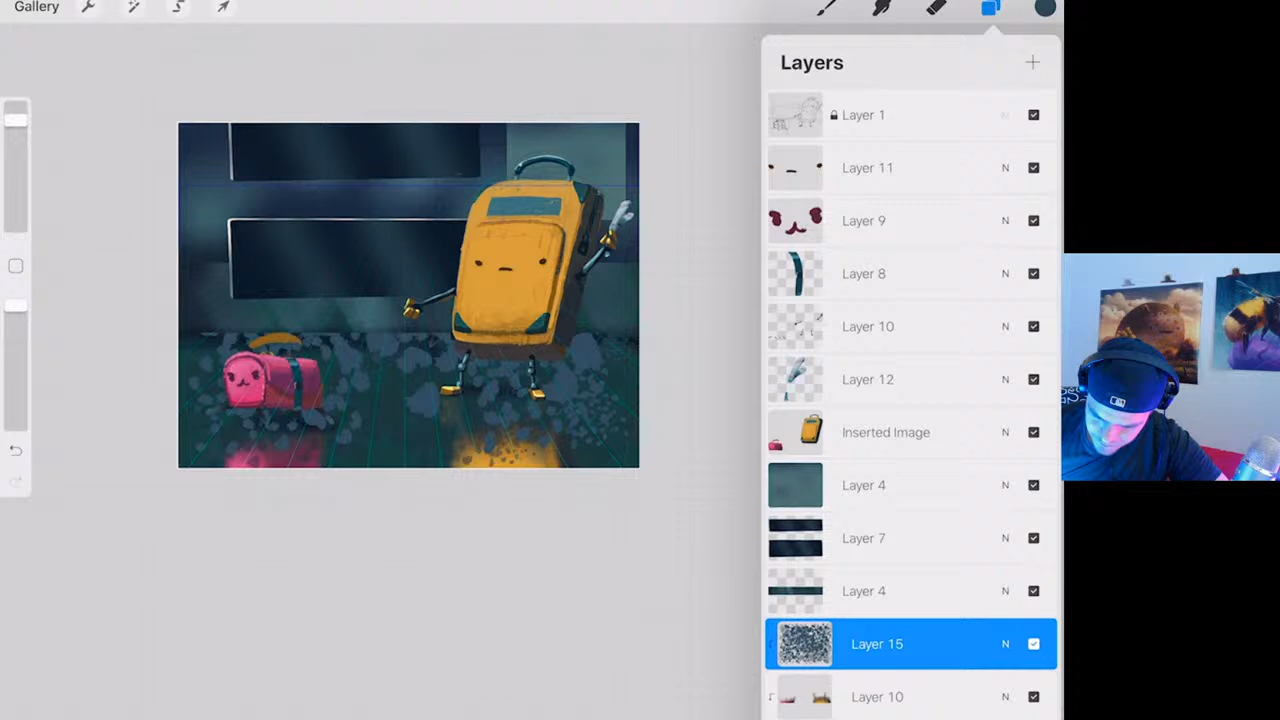 Gallery
Layers
Layer 1
Layer 11
N
Layer 9
N
Layer 8
N
Layer 10
N
Layer 12
N
Inserted Image
N
Layer 4
N
Layer 7
N
Layer 4
N
Layer 15
N
Layer 10
N